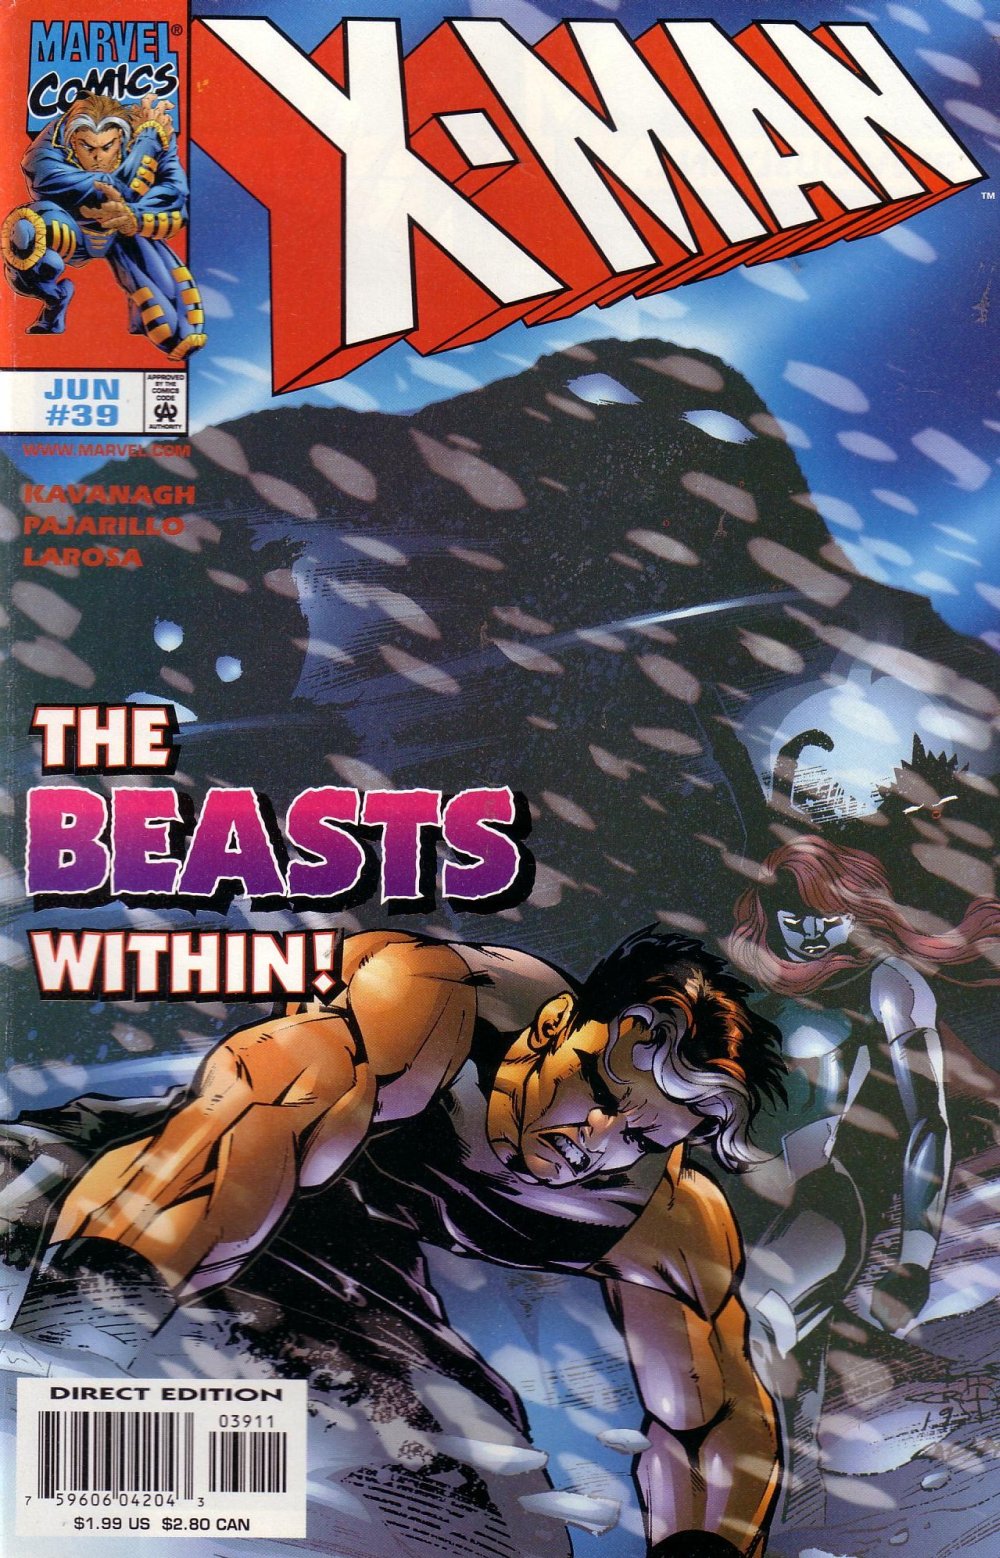 MARVEL®
COMICS
X-MAN
™
JUN
#39
APPROVED
BY THE
COMICS
CODE
AUTHORITY
WWW.MARVEL.COM
KAVANAGH
PAJARILLO
LAROSA
THE
BEASTS
WITHIN!
DIRECT EDITION
03911
7 59606 04204 3
$1.99 US $2.80 CAN